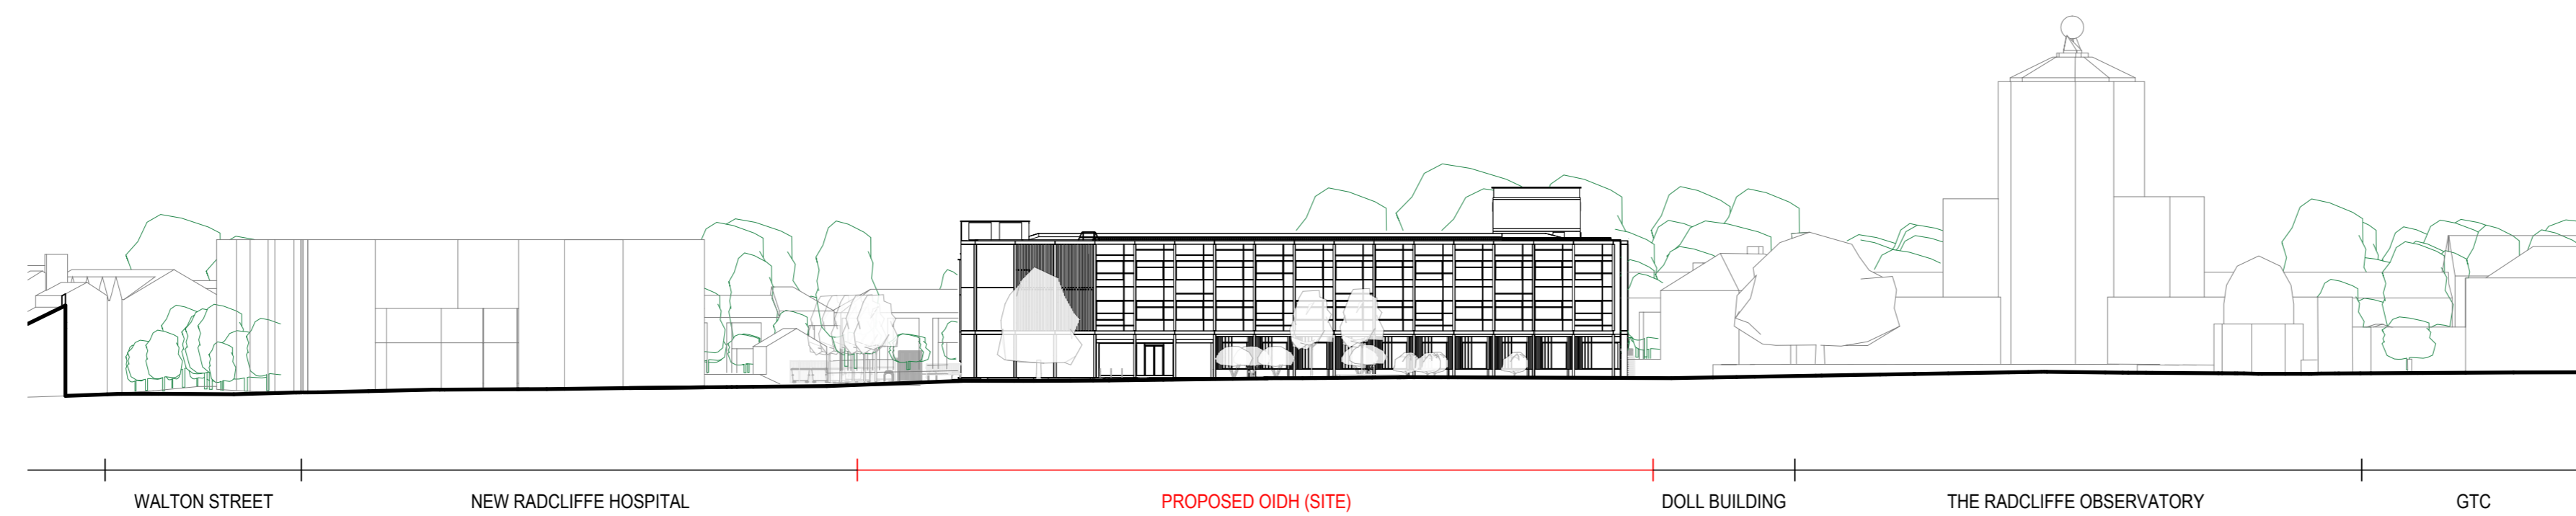 WALTON STREET
NEW RADCLIFFE HOSPITAL
PROPOSED OIDH (SITE)
DOLL BUILDING
THE RADCLIFFE OBSERVATORY
GTC